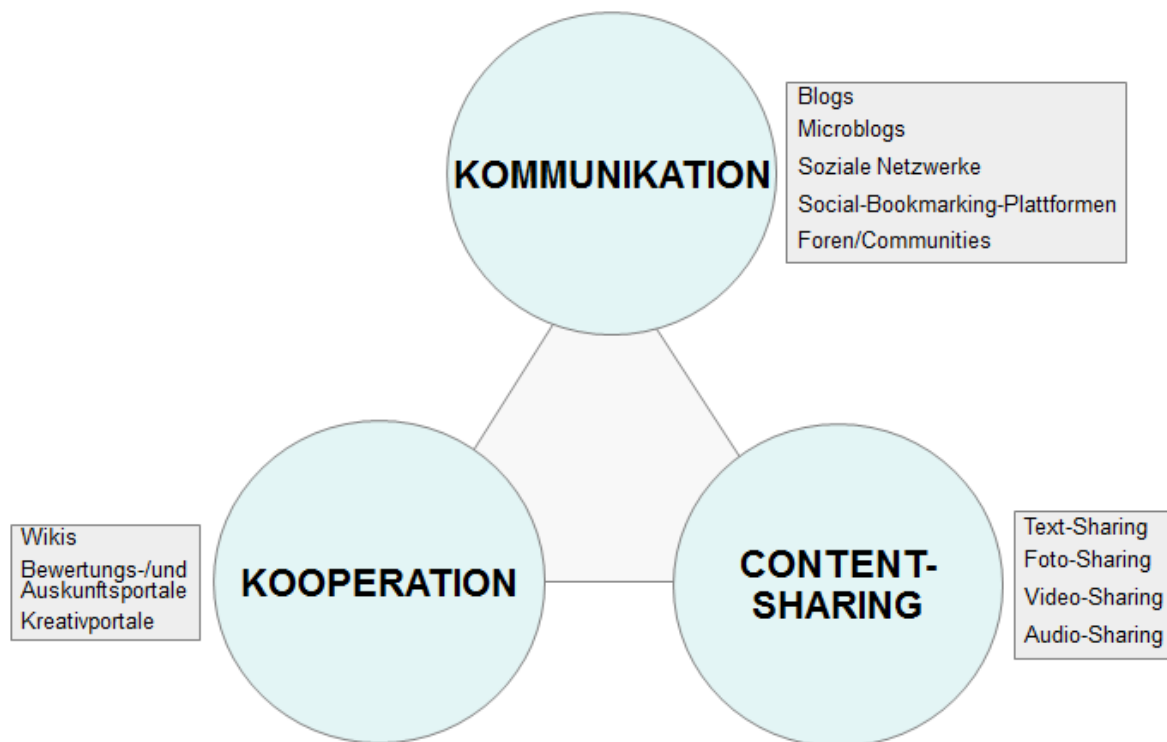 KOMMUNIKATION
Blogs
Microblogs
Soziale Netzwerke
Social-Bookmarking-Plattformen
Foren/Communities
Wikis
Bewertungs-/und
Auskunftsportale
Kreativportale
KOOPERATION
CONTENT-
SHARING
Text-Sharing
Foto-Sharing
Video-Sharing
Audio-Sharing